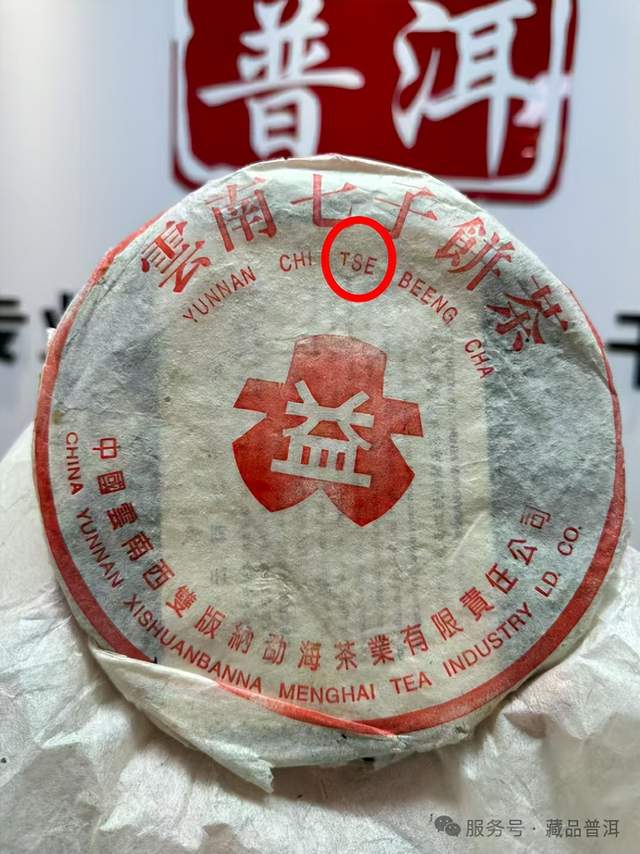 普洱
雲南七子餅茶
YUNNAN CHI TSE BEENG CHA
益
中國雲南西雙版納勐海茶業有限責任公司
CHINA YUNNAN XISHUANBANNA MENGHAI TEA INDUSTRY LD. CO.
服务号 · 藏品普洱